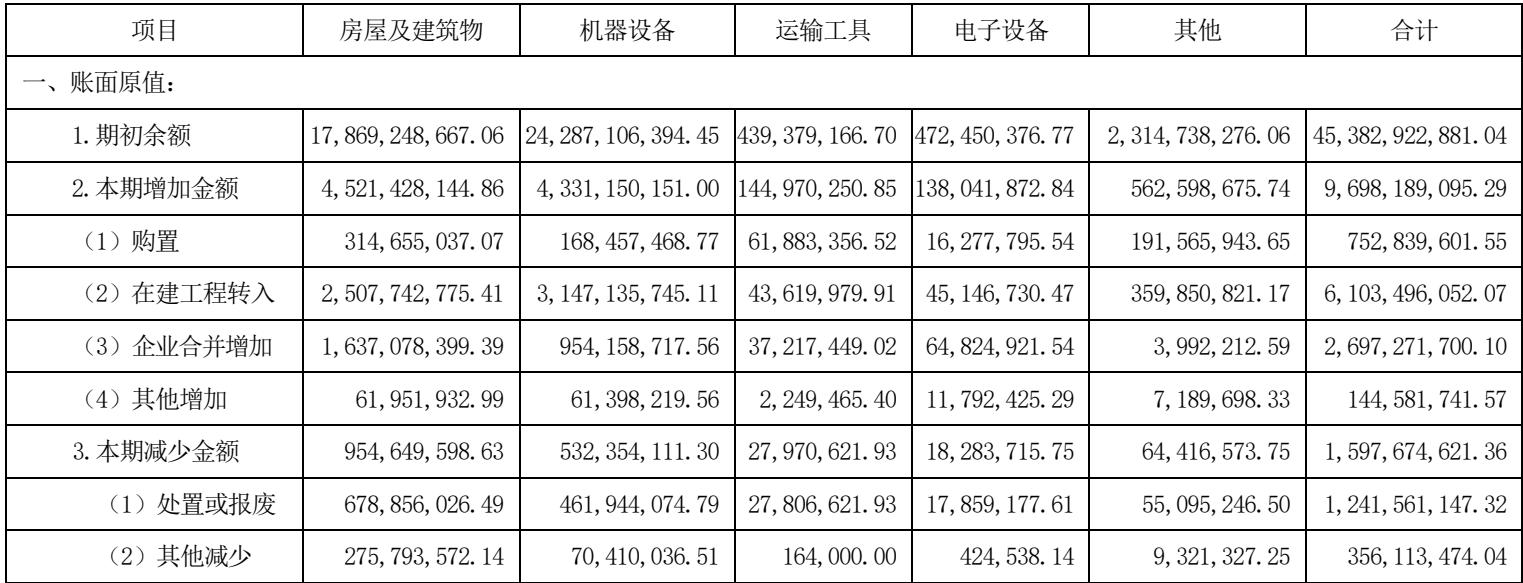 项目 房屋及建筑物 机器设备 运输工具 电子设备 其他 合计
一、账面原值：
1.期初余额 17,869,248,667.06 24,287,106,394.45 439,379,166.70 472,450,376.77 2,314,738,276.06 45,382,922,881.04
2.本期增加金额 4,521,428,144.86 4,331,150,151.00 144,970,250.85 138,041,872.84 562,598,675.74 9,698,189,095.29
（1）购置 314,655,037.07 168,457,468.77 61,883,356.52 16,277,795.54 191,565,943.65 752,839,601.55
（2）在建工程转入 2,507,742,775.41 3,147,135,745.11 43,619,979.91 45,146,730.47 359,850,821.17 6,103,496,052.07
（3）企业合并增加 1,637,078,399.39 954,158,717.56 37,217,449.02 64,824,921.54 3,992,212.59 2,697,271,700.10
（4）其他增加 61,951,932.99 61,398,219.56 2,249,465.40 11,792,425.29 7,189,698.33 144,581,741.57
3.本期减少金额 954,649,598.63 532,354,111.30 27,970,621.93 18,283,715.75 64,416,573.75 1,597,674,621.36
（1）处置或报废 678,856,026.49 461,944,074.79 27,806,621.93 17,859,177.61 55,095,246.50 1,241,561,147.32
（2）其他减少 275,793,572.14 70,410,036.51 164,000.00 424,538.14 9,321,327.25 356,113,474.04